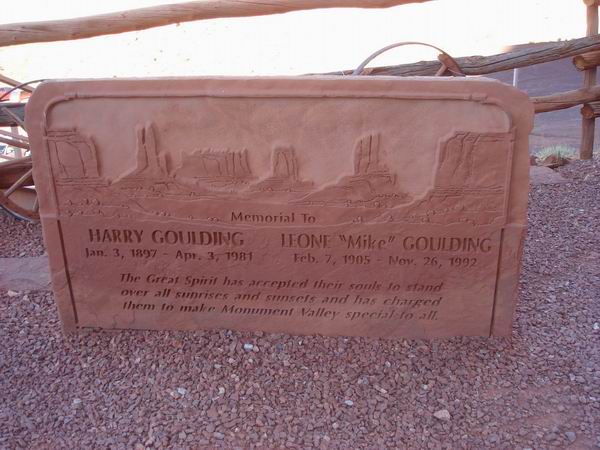 Memorial To
HARRY GOULDING LEONE "Mike" GOULDING
Jan. 3, 1897 - Apr. 3, 1981 Feb. 7, 1905 - Nov. 26, 1992
The Great Spirit has accepted their souls to stand
over all sunrises and sunsets and has charged
them to make Monument Valley special to all.